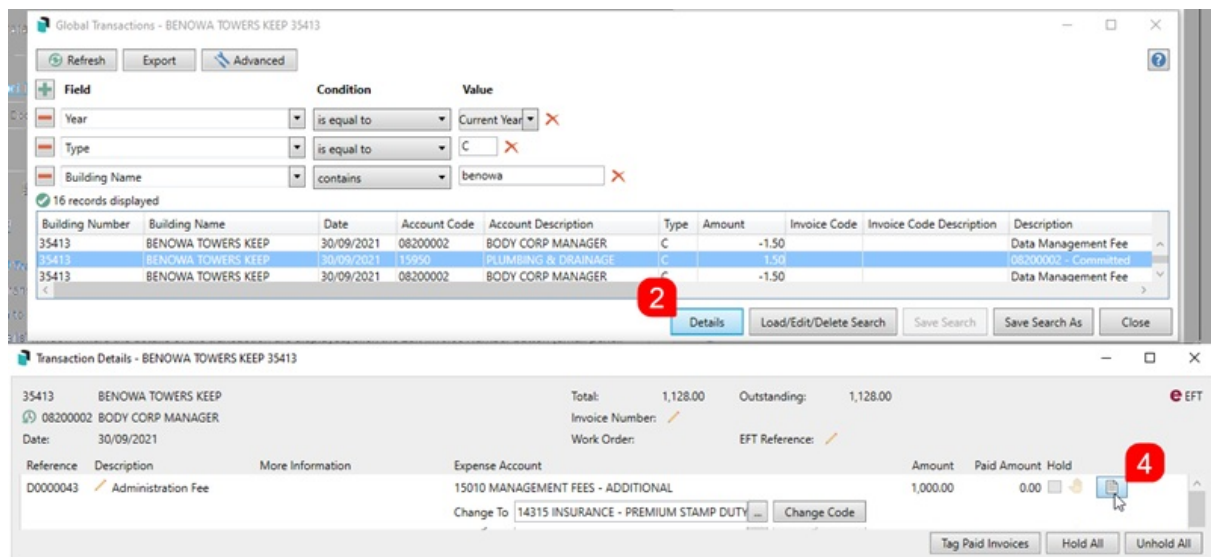 Global Transactions - BENOWA TOWERS KEEP 35413
Refresh Export Advanced
Field Condition Value
Year is equal to Current Year
Type is equal to C
Building Name contains benowa
16 records displayed
Building Number Building Name Date Account Code Account Description Type Amount Invoice Code Invoice Code Description Description
35413 BENOWA TOWERS KEEP 30/09/2021 08200002 BODY CORP MANAGER C -1.50 Data Management Fee
35413 BENOWA TOWERS KEEP 30/09/2021 15950 PLUMBING & DRAINAGE C 1.50 08200002 - Committed
35413 BENOWA TOWERS KEEP 30/09/2021 08200002 BODY CORP MANAGER C -1.50 Data Management Fee
2
Details Load/Edit/Delete Search Save Search Save Search As Close
Transaction Details - BENOWA TOWERS KEEP 35413
35413 BENOWA TOWERS KEEP Total: 1,128.00 Outstanding: 1,128.00 e EFT
08200002 BODY CORP MANAGER Invoice Number:
Date: 30/09/2021 Work Order: EFT Reference:
Reference Description More Information Expense Account Amount Paid Amount Hold 4
D0000043 Administration Fee 15010 MANAGEMENT FEES - ADDITIONAL 1,000.00 0.00
Change To 14315 INSURANCE - PREMIUM STAMP DUTY ... Change Code
Tag Paid Invoices Hold All Unhold All